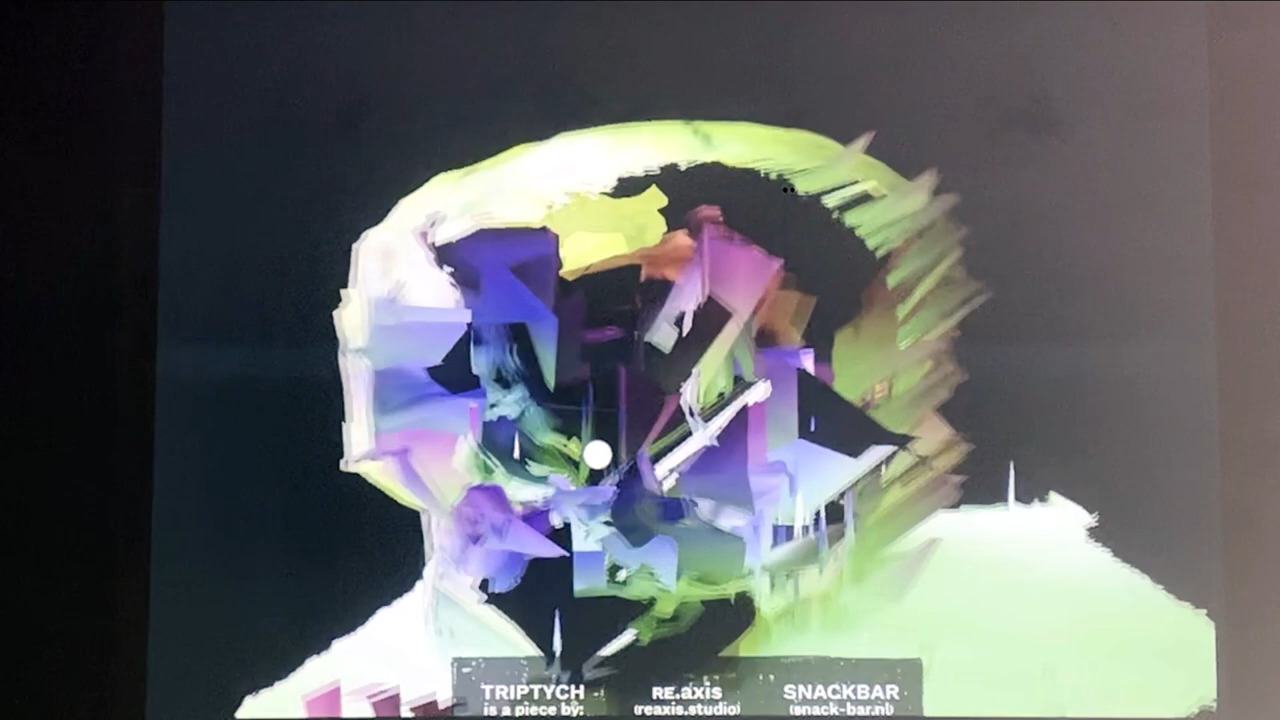 TRIPTYCH
is a piece by:
RE.axis
(reaxis.studio)
SNACKBAR
(snack-bar.nl)